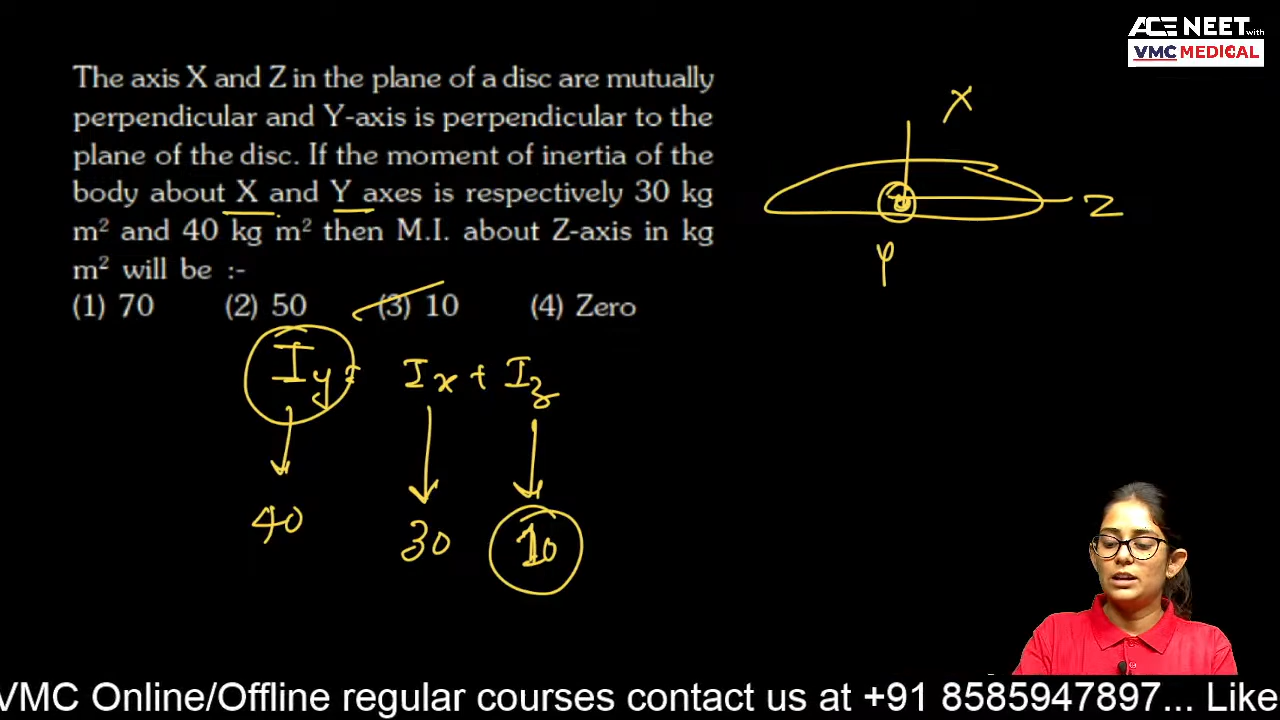 ACE NEET with
VMC MEDICAL
The axis X and Z in the plane of a disc are mutually
perpendicular and Y-axis is perpendicular to the
plane of the disc. If the moment of inertia of the
body about X and Y axes is respectively 30 kg
m² and 40 kg m² then M.I. about Z-axis in kg
m² will be :-
(1) 70 (2) 50 (3) 10 (4) Zero
X
Z
Y
Iy = Ix + Iz
40 30 10
VMC Online/Offline regular courses contact us at +91 8585947897... Like